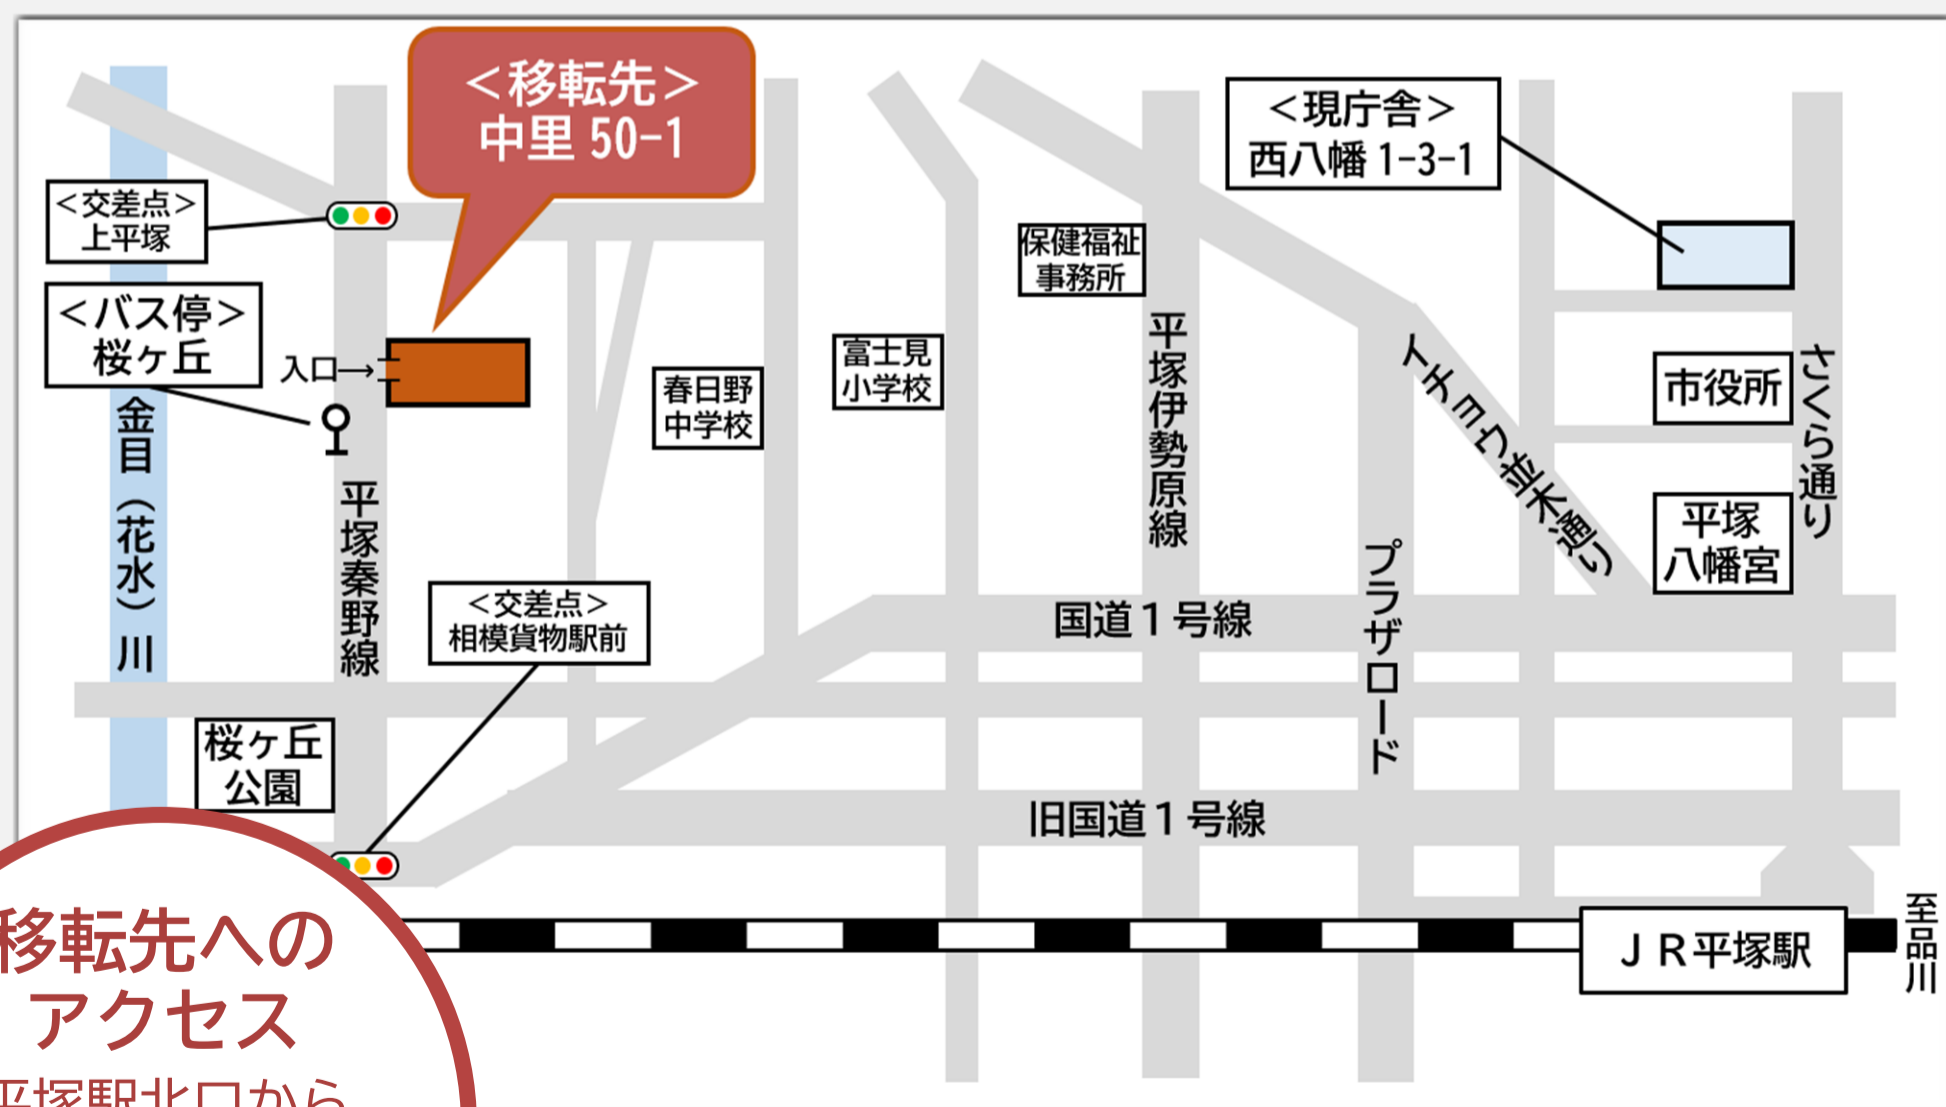 ＜移転先＞
中里 50-1
＜現庁舎＞
西八幡 1-3-1
＜交差点＞
上平塚
保健福祉
事務所
＜バス停＞
桜ヶ丘
入口→
富士見
小学校
春日野
中学校
市役所
平塚
八幡宮
金目（花水）川
平塚秦野線
平塚伊勢原線
イチョウ並木通り
さくら通り
プラザロード
＜交差点＞
相模貨物駅前
国道１号線
桜ヶ丘
公園
旧国道１号線
ＪＲ平塚駅
至品川
移転先への
アクセス
平塚駅北口から